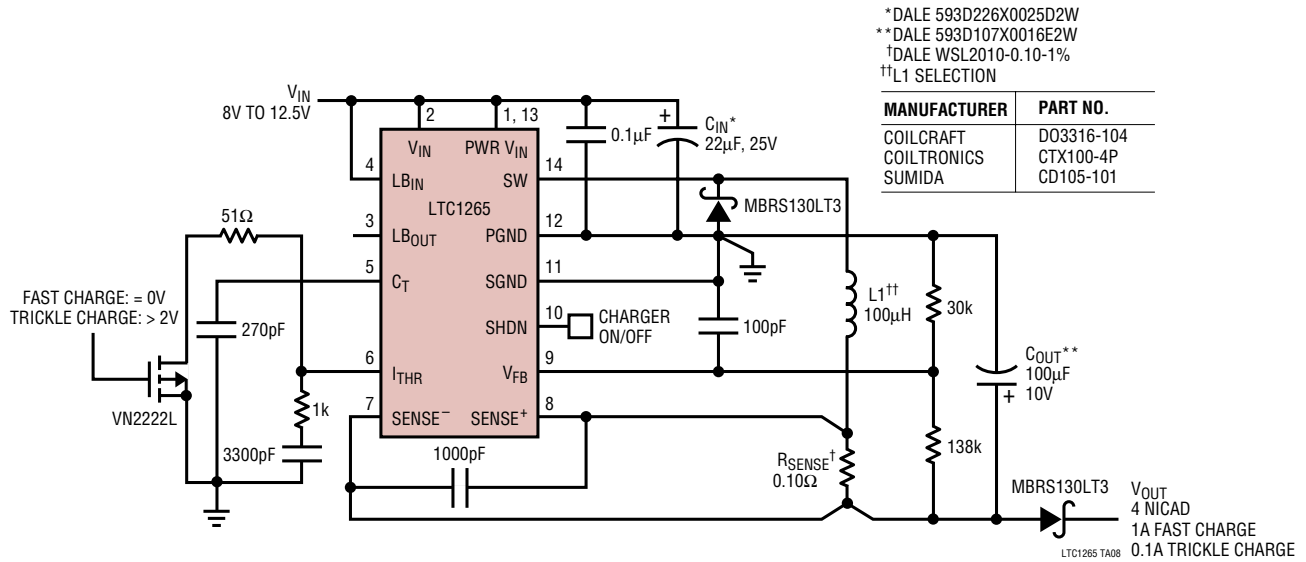 *DALE 593D226X0025D2W
**DALE 593D107X0016E2W
†DALE WSL2010-0.10-1%
††L1 SELECTION
MANUFACTURER PART NO.
COILCRAFT DO3316-104
COILTRONICS CTX100-4P
SUMIDA CD105-101
VIN
8V TO 12.5V
2
1, 13
VIN
PWR VIN
0.1µF
+
CIN*
22µF, 25V
4
LBIN
SW
14
LTC1265
MBRS130LT3
51Ω
3
LBOUT
PGND
12
5
CT
SGND
11
FAST CHARGE: = 0V
TRICKLE CHARGE: > 2V
270pF
SHDN
10
CHARGER
ON/OFF
100pF
L1††
100µH
30k
6
ITHR
VFB
9
COUT**
100µF
10V
+
VN2222L
1k
7
SENSE–
SENSE+
8
3300pF
1000pF
RSENSE†
0.10Ω
138k
MBRS130LT3
VOUT
4 NICAD
1A FAST CHARGE
0.1A TRICKLE CHARGE
LTC1265 TA08